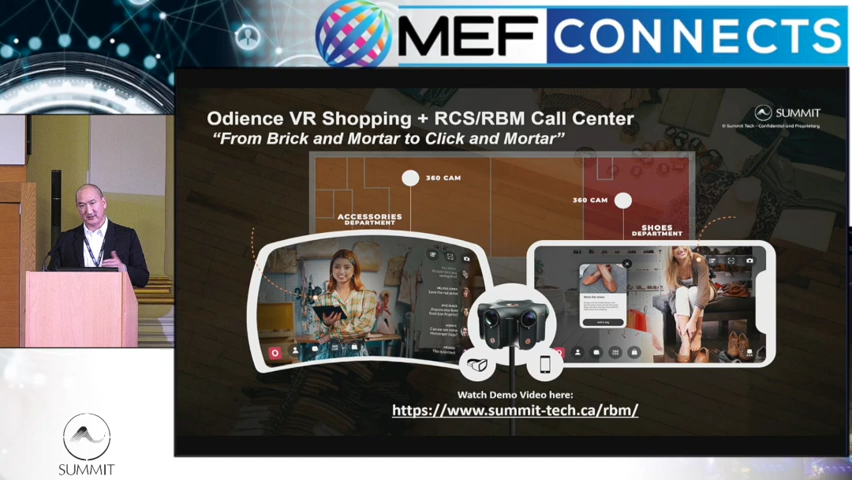 MEF CONNECTS
Odience VR Shopping + RCS/RBM Call Center
"From Brick and Mortar to Click and Mortar"
SUMMIT
© Summit Tech - Confidential and Proprietary
360 CAM
360 CAM
ACCESSORIES
DEPARTMENT
SHOES
DEPARTMENT
Watch Demo Video here:
https://www.summit-tech.ca/rbm/
SUMMIT